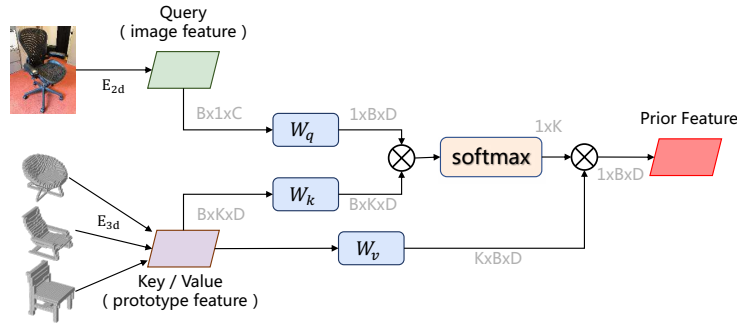 Query
( image feature )
E2d
Bx1xC
Wq
1xBxD
softmax
1xK
Prior Feature
1xBxD
E3d
BxKxD
Wk
BxKxD
Wv
KxBxD
Key / Value
( prototype feature )